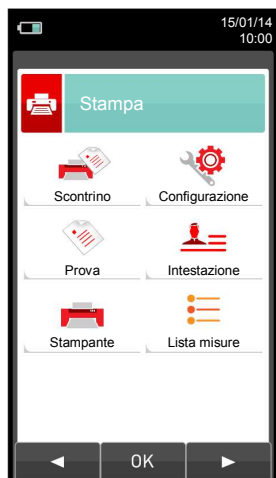 15/01/14
10:00
Stampa
Scontrino
Configurazione
Prova
Intestazione
Stampante
Lista misure
OK